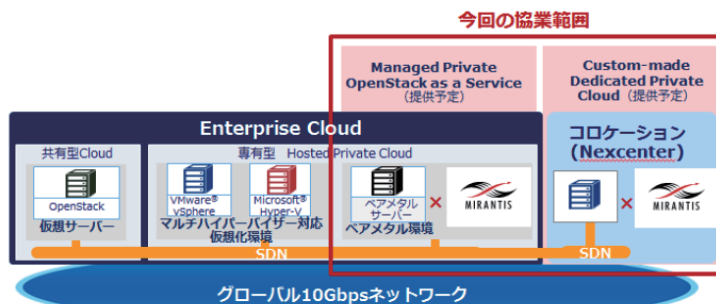 今回の協業範囲
Managed Private
OpenStack as a Service
（提供予定）
Custom-made
Dedicated Private
Cloud（提供予定）
Enterprise Cloud
共有型Cloud
OpenStack
仮想サーバー
専有型 Hosted Private Cloud
VMware®
vSphere
Microsoft®
Hyper-V
マルチハイパーバイザー対応
仮想化環境
ベアメタル
サーバー
×
MIRANTIS
ベアメタル環境
コロケーション
(Nexcenter)
×
MIRANTIS
SDN
SDN
グローバル10Gbpsネットワーク